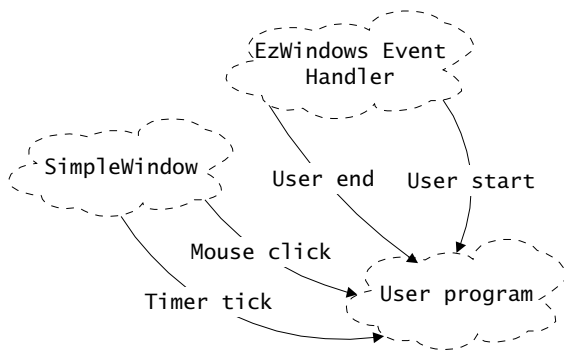 EzWindows Event
Handler
SimpleWindow
User end
User start
Mouse click
User program
Timer tick